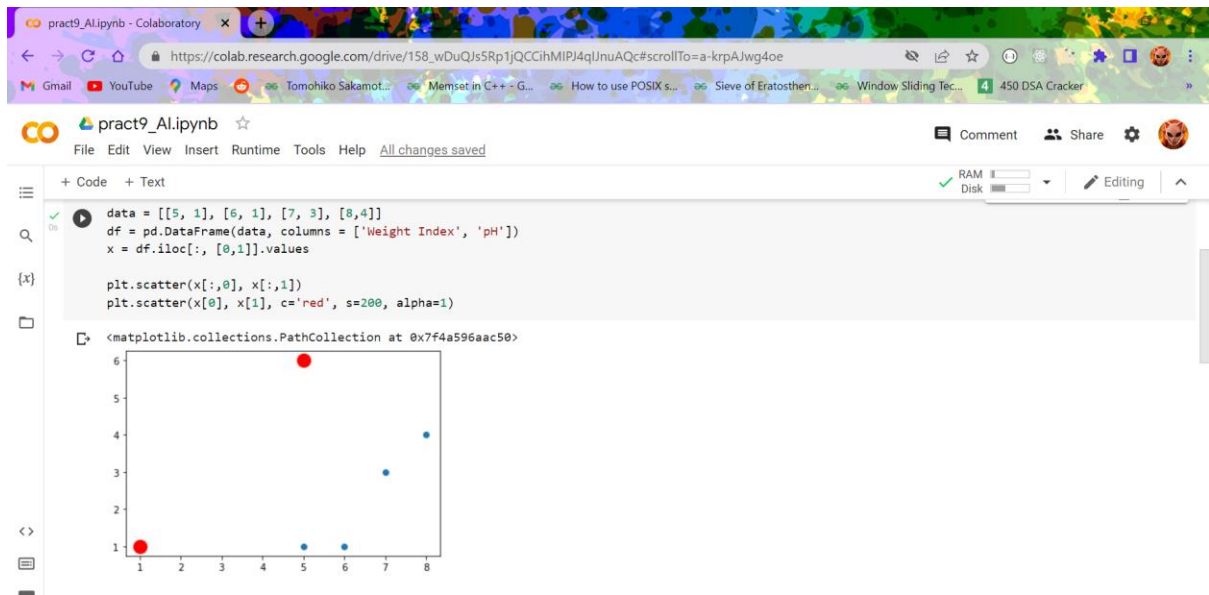 pract9_AI.ipynb - Colaboratory
https://colab.research.google.com/drive/158_wDuQJs5Rp1jQCCihMIPJ4qIJnuAQc#scrollTo=a-krpAJwg4oe
Gmail YouTube Maps Tomohiko Sakamot... Memset in C++ - G... How to use POSIX s... Sieve of Eratosthen... Window Sliding Tec... 4 450 DSA Cracker »
CO pract9_AI.ipynb
Comment Share
File Edit View Insert Runtime Tools Help All changes saved
+ Code + Text
RAM
Disk
Editing
0s
data = [[5, 1], [6, 1], [7, 3], [8,4]]
df = pd.DataFrame(data, columns = ['Weight Index', 'pH'])
x = df.iloc[:, [0,1]].values
{x}
plt.scatter(x[:,0], x[:,1])
plt.scatter(x[0], x[1], c='red', s=200, alpha=1)
<matplotlib.collections.PathCollection at 0x7f4a596aac50>
6
5
4
3
2
1
1 2 3 4 5 6 7 8